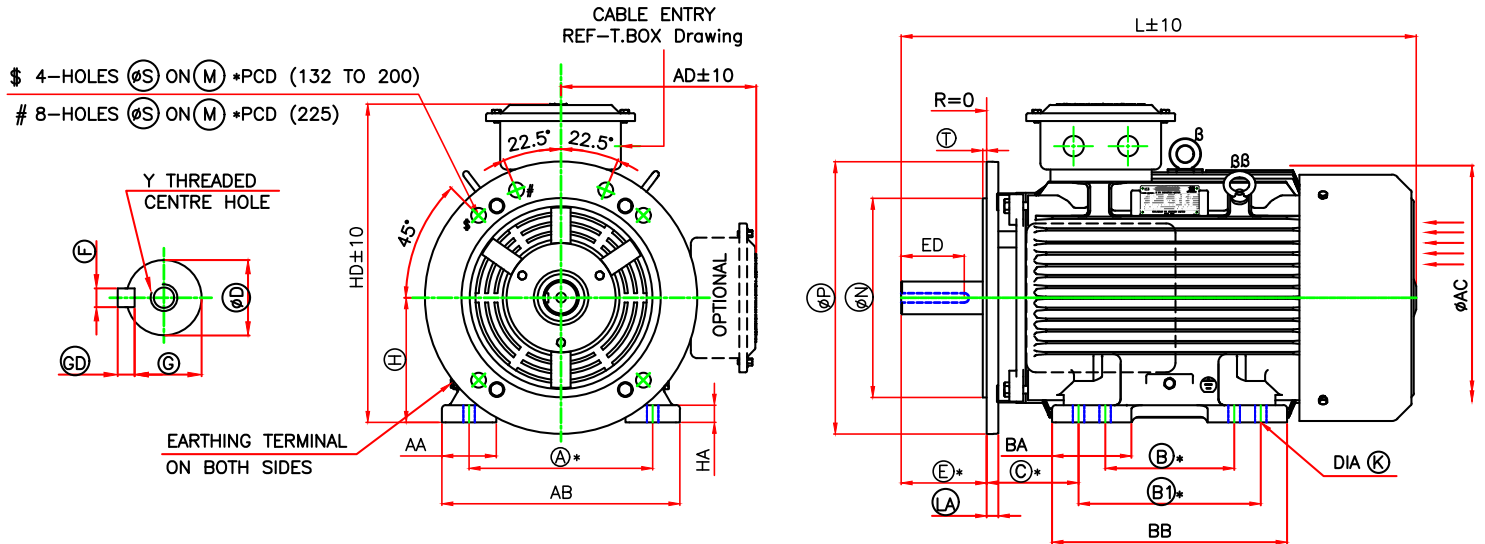 CABLE ENTRY
REF-T.BOX Drawing
$ 4-HOLES øS ON M *PCD (132 TO 200)
# 8-HOLES øS ON M *PCD (225)
AD±10
22.5° 22.5°
#
$
45°
HD±10
Y THREADED
CENTRE HOLE
F
øD
GD
G
H
OPTIONAL
EARTHING TERMINAL
ON BOTH SIDES
AA
A*
HA
AB
L±10
R=0
T
β
ββ
ED
øP
øN
øAC
BA
E*
C*
B*
DIA K
LA
B1*
BB